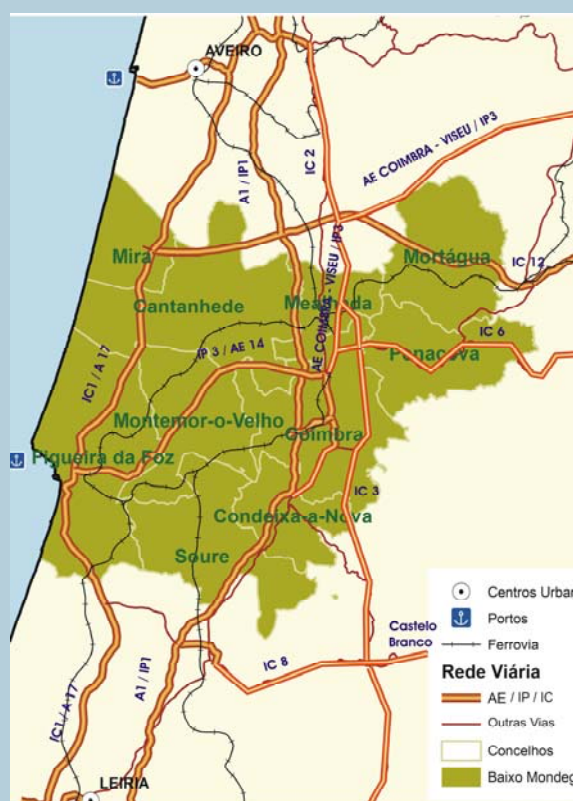 AVEIRO
A1 / IP1
IC 2
AE COIMBRA - VISEU / IP3
Mira
Mortágua
IC 12
Cantanhede
Mealhada
AE COIMBRA - VISEU / IP3
IC 6
Penacova
IP 3 / AE 14
IC1 / A 17
Montemor-o-Velho
Coimbra
Figueira da Foz
IC 3
Condeixa-a-Nova
Soure
Castelo
Branco
IC 8
A1 / IP1
IC1 / A 17
LEIRIA
Centros Urban
Portos
Ferrovia
Rede Viária
AE / IP / IC
Outras Vias
Concelhos
Baixo Mondeg